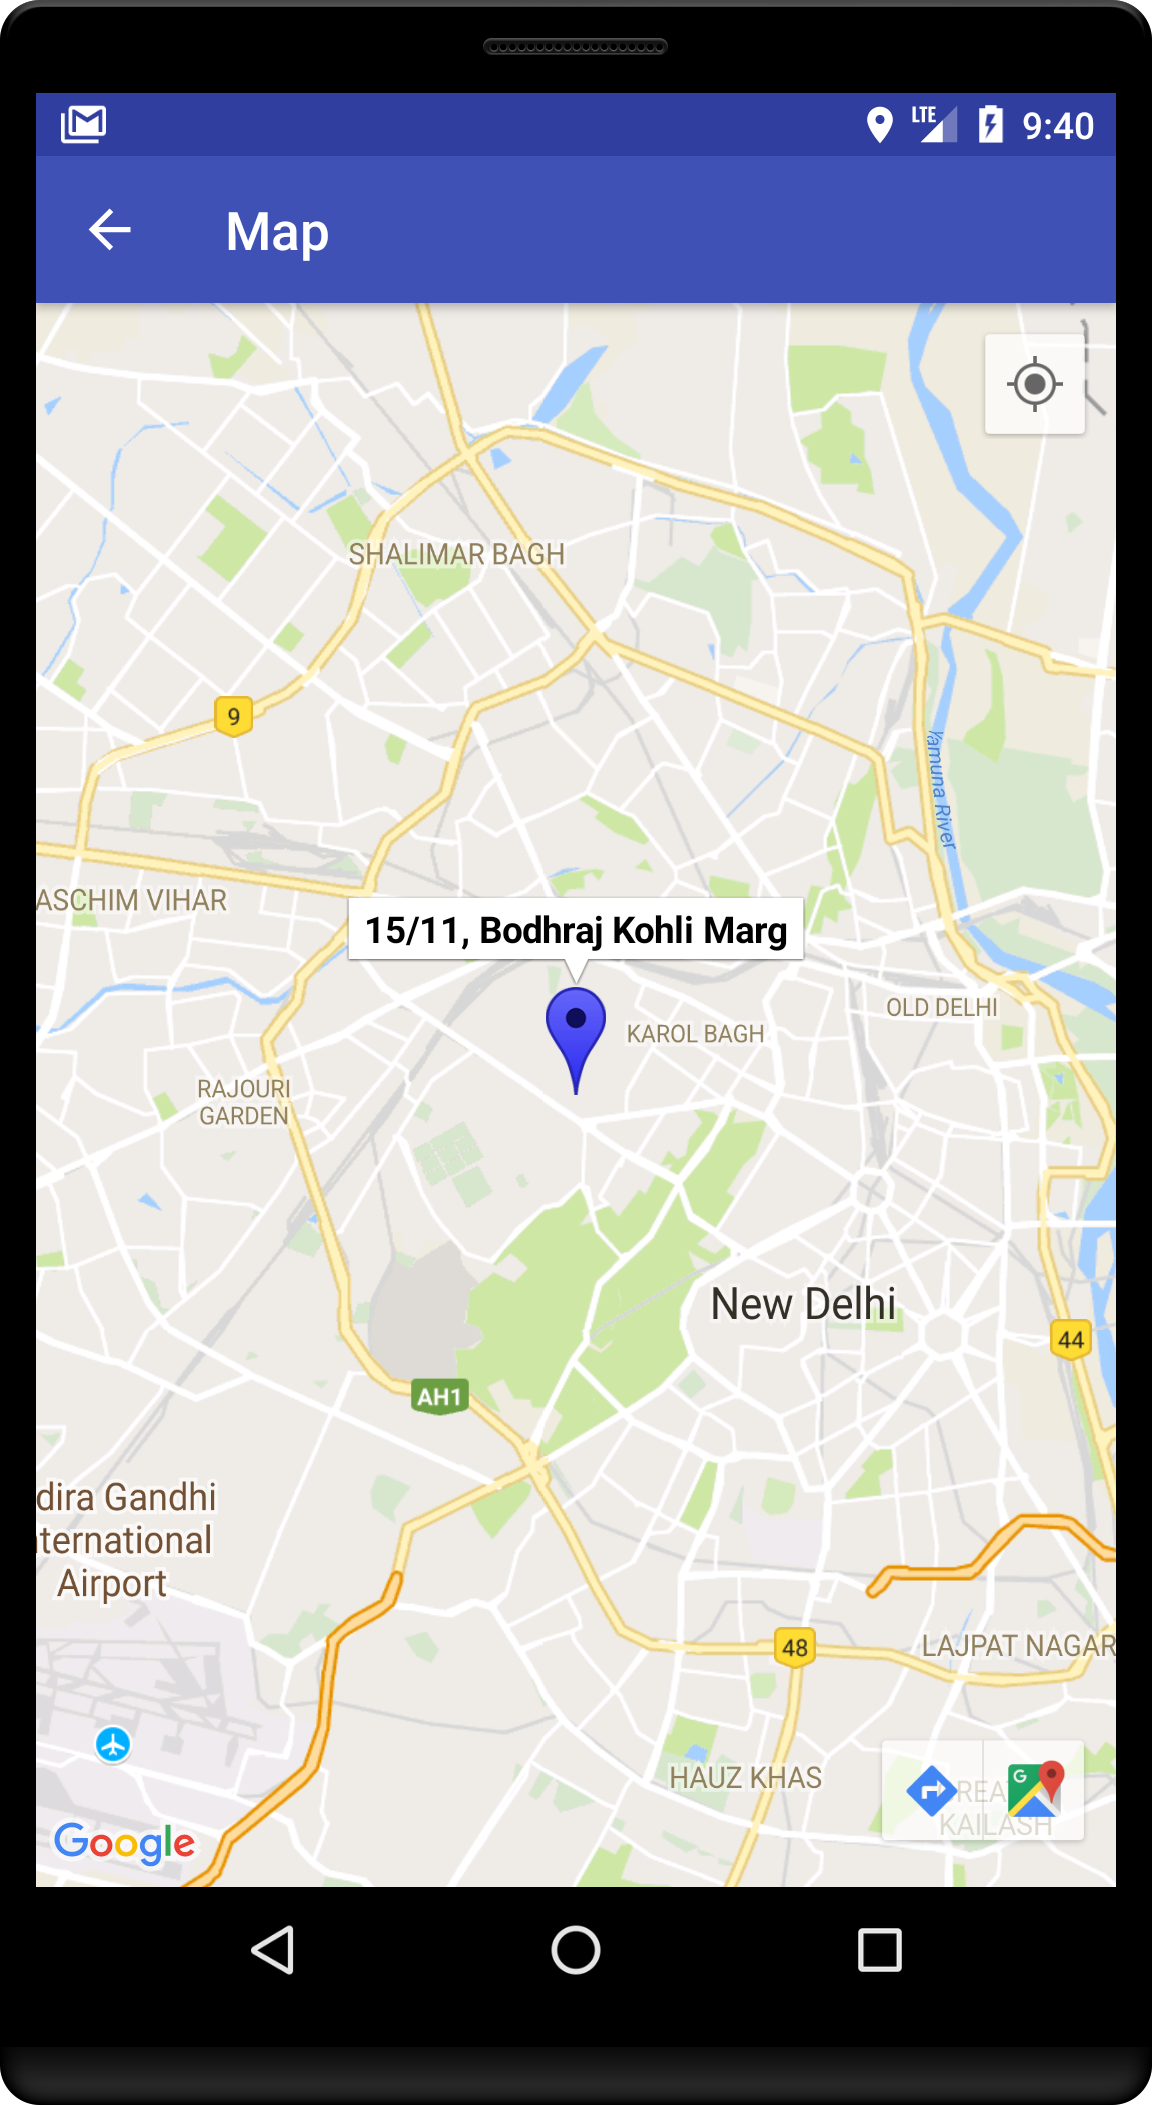 LTE 9:40
Map
SHALIMAR BAGH
9
Yamuna River
ASCHIM VIHAR
15/11, Bodhraj Kohli Marg
OLD DELHI
KAROL BAGH
RAJOURI
GARDEN
New Delhi
44
AH1
dira Gandhi
ternational
Airport
48
LAJPAT NAGAR
HAUZ KHAS
G
REA
KAILASH
Google